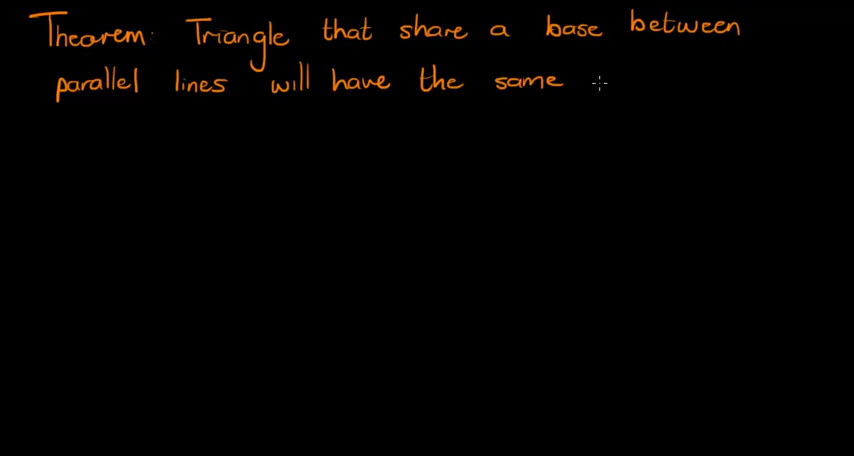 Theorem: Triangle that share a base between
parallel lines will have the same